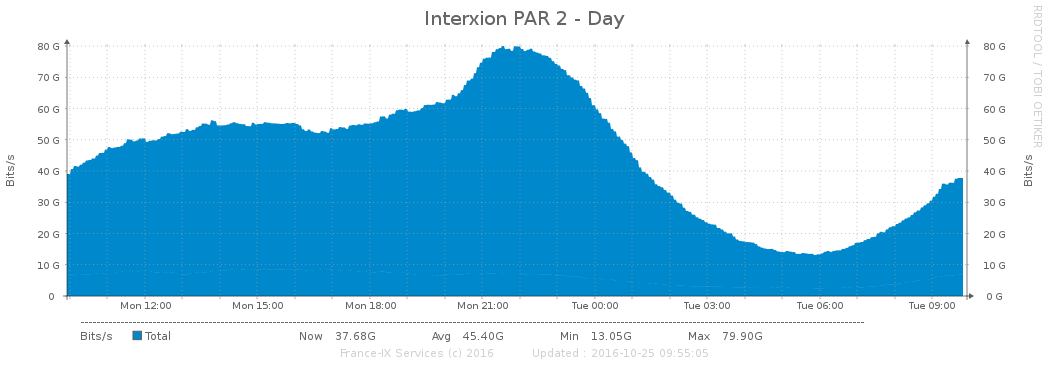 Interxion PAR 2 - Day
RRDTOOL / TOBI OETIKER
Bits/s
80 G
70 G
60 G
50 G
40 G
30 G
20 G
10 G
0
80 G
70 G
60 G
50 G
40 G
30 G
20 G
10 G
0 G
Bits/s
Mon 12:00 Mon 15:00 Mon 18:00 Mon 21:00 Tue 00:00 Tue 03:00 Tue 06:00 Tue 09:00
Bits/s Total Now 37.68G Avg 45.40G Min 13.05G Max 79.90G
France-IX Services (c) 2016 Updated : 2016-10-25 09:55:05